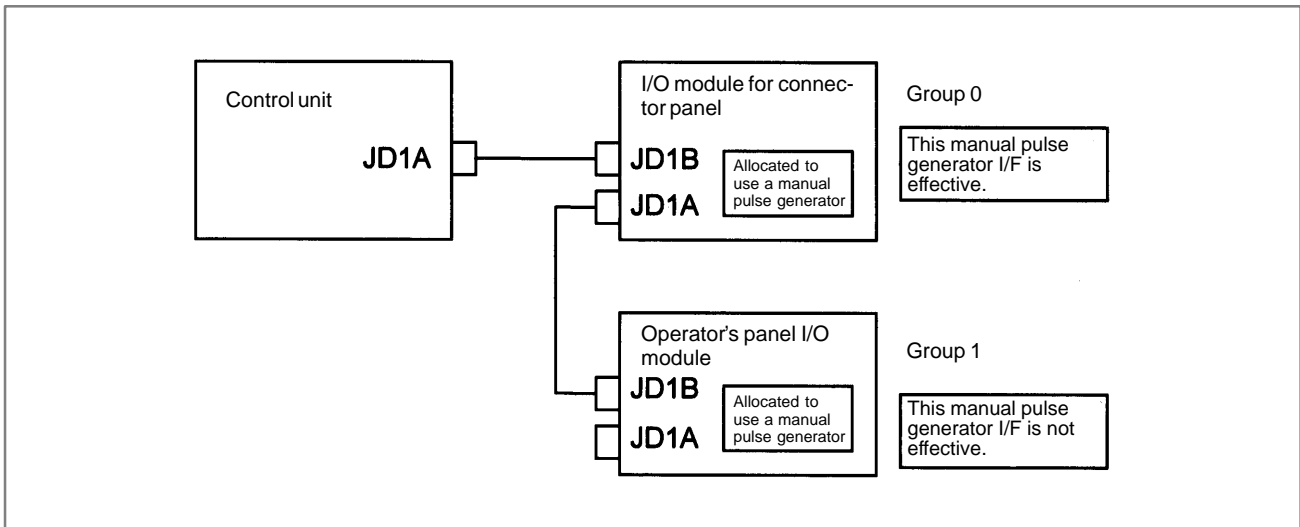 Control unit
JD1A
I/O module for connec-
tor panel
JD1B
JD1A
Allocated to
use a manual
pulse generator
Group 0
This manual pulse
generator I/F is
effective.
Operator's panel I/O
module
JD1B
JD1A
Allocated to
use a manual
pulse generator
Group 1
This manual pulse
generator I/F is not
effective.